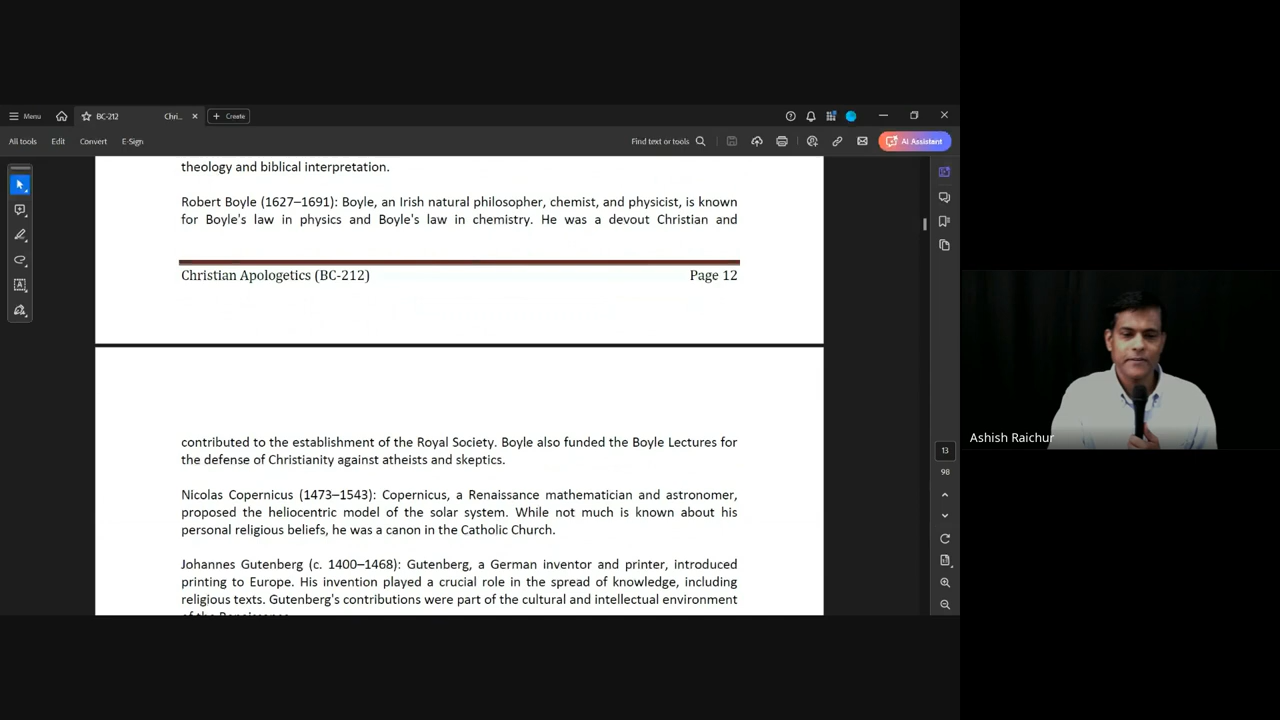 Menu
BC-212
Chri...
Create
All tools
Edit
Convert
E-Sign
Find text or tools
AI Assistant
theology and biblical interpretation.
Robert Boyle (1627–1691): Boyle, an Irish natural philosopher, chemist, and physicist, is known
for Boyle's law in physics and Boyle's law in chemistry. He was a devout Christian and
Christian Apologetics (BC-212)
Page 12
contributed to the establishment of the Royal Society. Boyle also funded the Boyle Lectures for
the defense of Christianity against atheists and skeptics.
Nicolas Copernicus (1473–1543): Copernicus, a Renaissance mathematician and astronomer,
proposed the heliocentric model of the solar system. While not much is known about his
personal religious beliefs, he was a canon in the Catholic Church.
Johannes Gutenberg (c. 1400–1468): Gutenberg, a German inventor and printer, introduced
printing to Europe. His invention played a crucial role in the spread of knowledge, including
religious texts. Gutenberg's contributions were part of the cultural and intellectual environment
of the Renaissance.
13
98
Ashish Raichur